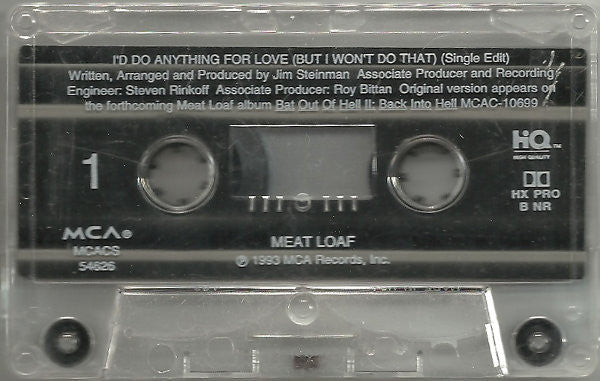 I'D DO ANYTHING FOR LOVE (BUT I WON'T DO THAT) (Single Edit)
Written, Arranged and Produced by Jim Steinman Associate Producer and Recording
Engineer: Steven Rinkoff Associate Producer: Roy Bittan Original version appears on
the forthcoming Meat Loaf album Bat Out Of Hell II: Back Into Hell MCAC-10699
1
HiQ™
HIGH QUALITY
HX PRO
B NR
MCA®
MCACS
54626
MEAT LOAF
℗ 1993 MCA Records, Inc.